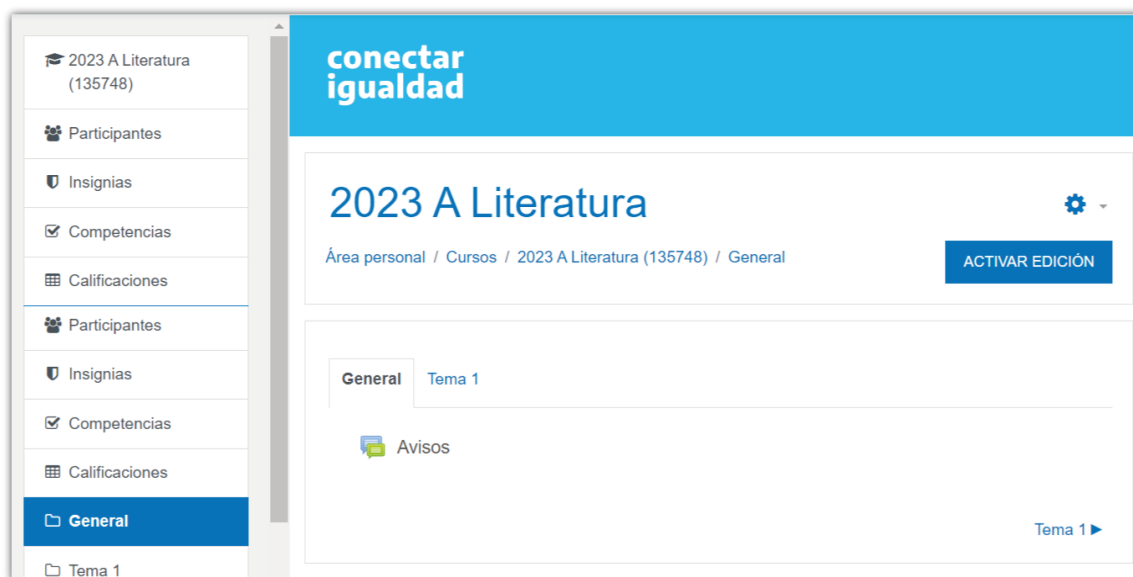 2023 A Literatura
(135748)
Participantes
Insignias
Competencias
Calificaciones
Participantes
Insignias
Competencias
Calificaciones
General
Tema 1
conectar
igualdad
2023 A Literatura
Área personal / Cursos / 2023 A Literatura (135748) / General
ACTIVAR EDICIÓN
General Tema 1
Avisos
Tema 1